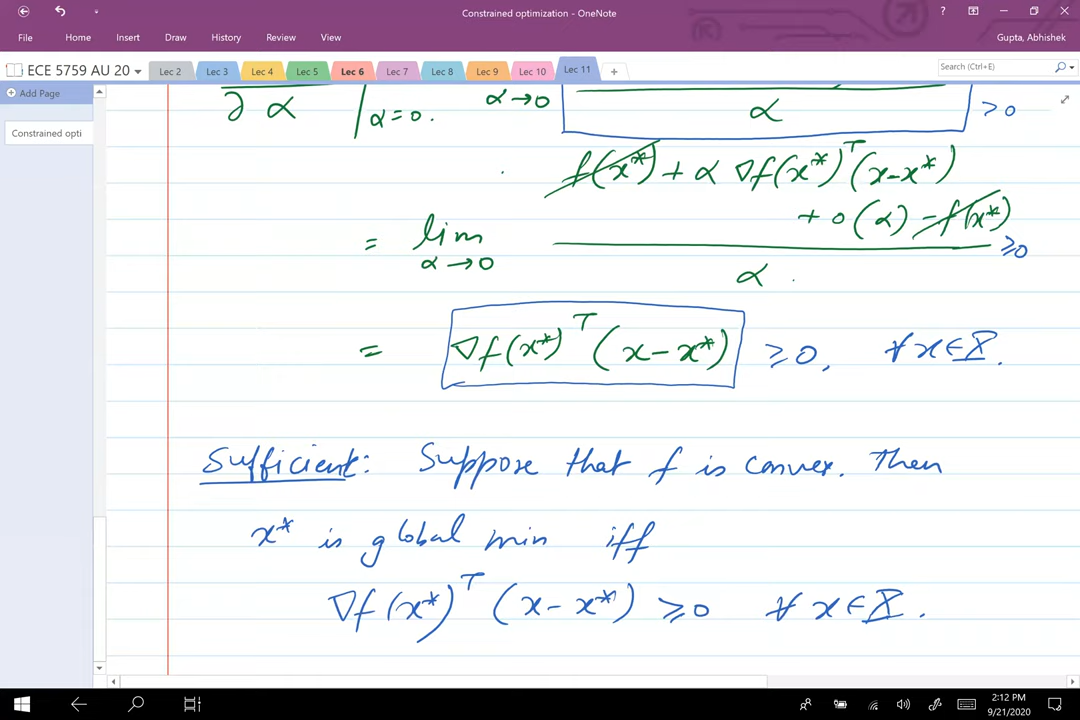 Constrained optimization - OneNote
?
File Home Insert Draw History Review View
Gupta, Abhishek
ECE 5759 AU 20
Lec 2 Lec 3 Lec 4 Lec 5 Lec 6 Lec 7 Lec 8 Lec 9 Lec 10 Lec 11 +
Search (Ctrl+E)
Add Page
Constrained opti
∂ α | α = 0. α→0 α ≥0
f(x*) + α ∇f(x*)ᵀ(x-x*)
+ o(α) - f(x*)
= lim ≥0
α→0 α.
= ∇f(x*)ᵀ(x-x*) ≥0, ∀x∈X.
Sufficient: Suppose that f is convex. Then
x* is global min iff
∇f(x*)ᵀ(x-x*) ≥0 ∀ x∈X.
2:12 PM
9/21/2020